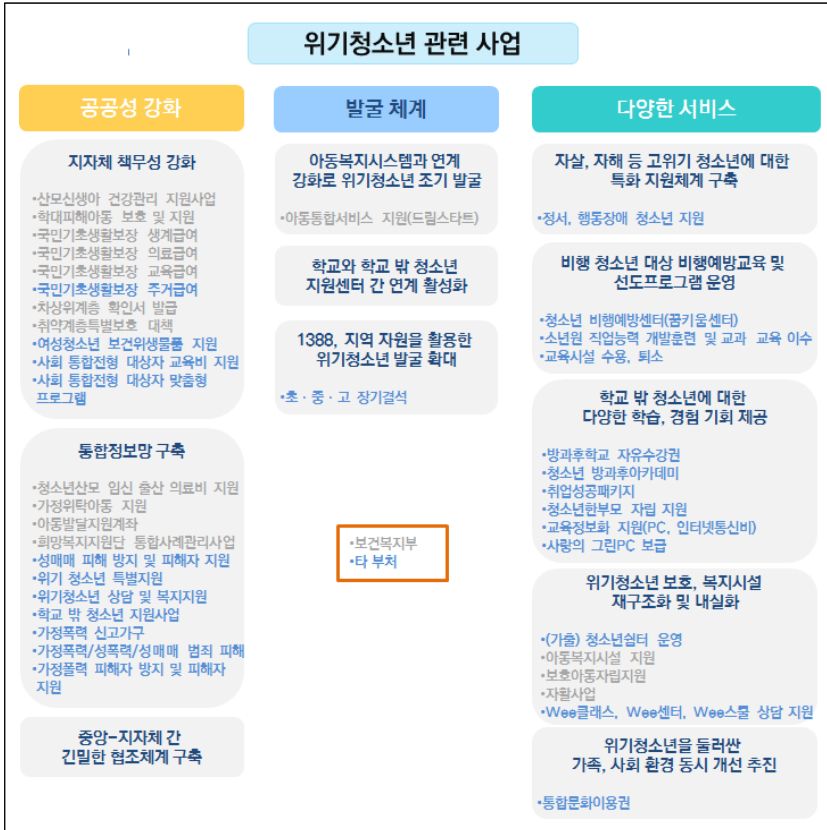 위기청소년 관련 사업
공공성 강화
지자체 책무성 강화
•산모신생아 건강관리 지원사업
•학대피해아동 보호 및 지원
•국민기초생활보장 생계급여
•국민기초생활보장 의료급여
•국민기초생활보장 교육급여
•국민기초생활보장 주거급여
•차상위계층 확인서 발급
•취약계층특별보호 대책
•여성청소년 보건위생물품 지원
•사회 통합전형 대상자 교육비 지원
•사회 통합전형 대상자 맞춤형
프로그램
통합정보망 구축
•청소년산모 임신 출산 의료비 지원
•가정위탁아동 지원
•아동발달지원계좌
•희망복지지원단 통합사례관리사업
•성매매 피해 방지 및 피해자 지원
•위기 청소년 특별지원
•위기청소년 상담 및 복지지원
•학교 밖 청소년 지원사업
•가정폭력 신고가구
•가정폭력/성폭력/성매매 범죄 피해
•가정폭력 피해자 방지 및 피해자
지원
중앙-지자체 간
긴밀한 협조체계 구축
발굴 체계
아동복지시스템과 연계
강화로 위기청소년 조기 발굴
•아동통합서비스 지원(드림스타트)
학교와 학교 밖 청소년
지원센터 간 연계 활성화
1388, 지역 자원을 활용한
위기청소년 발굴 확대
•초·중·고 장기결석
•보건복지부
•타 부처
다양한 서비스
자살, 자해 등 고위기 청소년에 대한
특화 지원체계 구축
•정서, 행동장애 청소년 지원
비행 청소년 대상 비행예방교육 및
선도프로그램 운영
•청소년 비행예방센터(꿈키움센터)
•소년원 직업능력 개발훈련 및 교과 교육 이수
•교육시설 수용, 퇴소
학교 밖 청소년에 대한
다양한 학습, 경험 기회 제공
•방과후학교 자유수강권
•청소년 방과후아카데미
•취업성공패키지
•청소년한부모 자립 지원
•교육정보화 지원(PC, 인터넷통신비)
•사랑의 그린PC 보급
위기청소년 보호, 복지시설
재구조화 및 내실화
•(가출) 청소년쉼터 운영
•아동복지시설 지원
•보호아동자립지원
•자활사업
•Wee클래스, Wee센터, Wee스쿨 상담 지원
위기청소년을 둘러싼
가족, 사회 환경 동시 개선 추진
•통합문화이용권